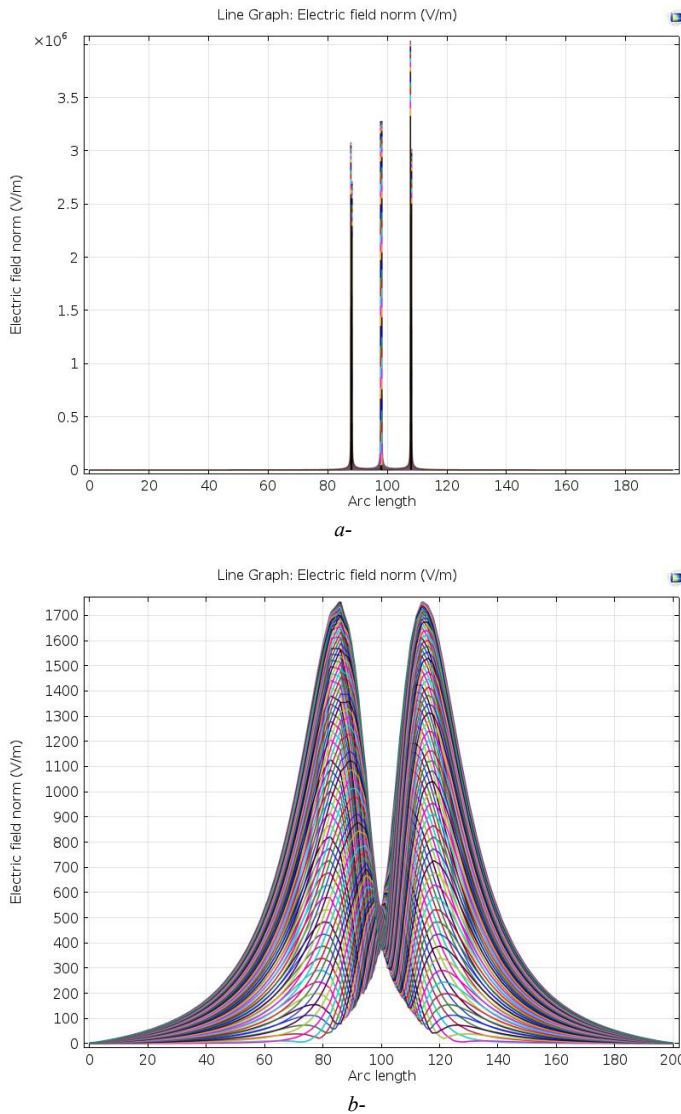 Line Graph: Electric field norm (V/m)
×10⁶
3.5
3
2.5
2
1.5
1
0.5
0
Electric field norm (V/m)
0 20 40 60 80 100 120 140 160 180
Arc length
a-
Line Graph: Electric field norm (V/m)
1700
1600
1500
1400
1300
1200
1100
1000
900
800
700
600
500
400
300
200
100
0
Electric field norm (V/m)
0 20 40 60 80 100 120 140 160 180 200
Arc length
b-